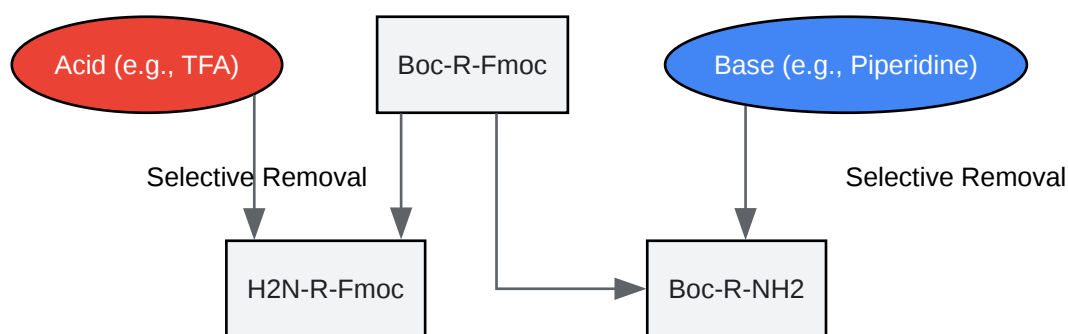 Acid (e.g., TFA)
Boc-R-Fmoc
Base (e.g., Piperidine)
Selective Removal
Selective Removal
H2N-R-Fmoc
Boc-R-NH2